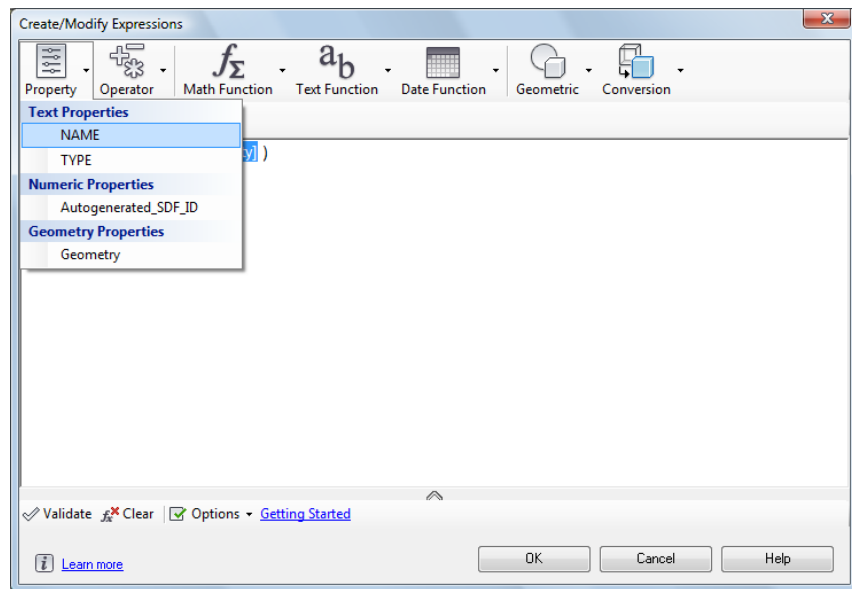 Create/Modify Expressions
Property Operator Math Function Text Function Date Function Geometric Conversion
Text Properties
NAME
y] )
TYPE
Numeric Properties
Autogenerated_SDF_ID
Geometry Properties
Geometry
Validate Clear Options Getting Started
Learn more OK Cancel Help